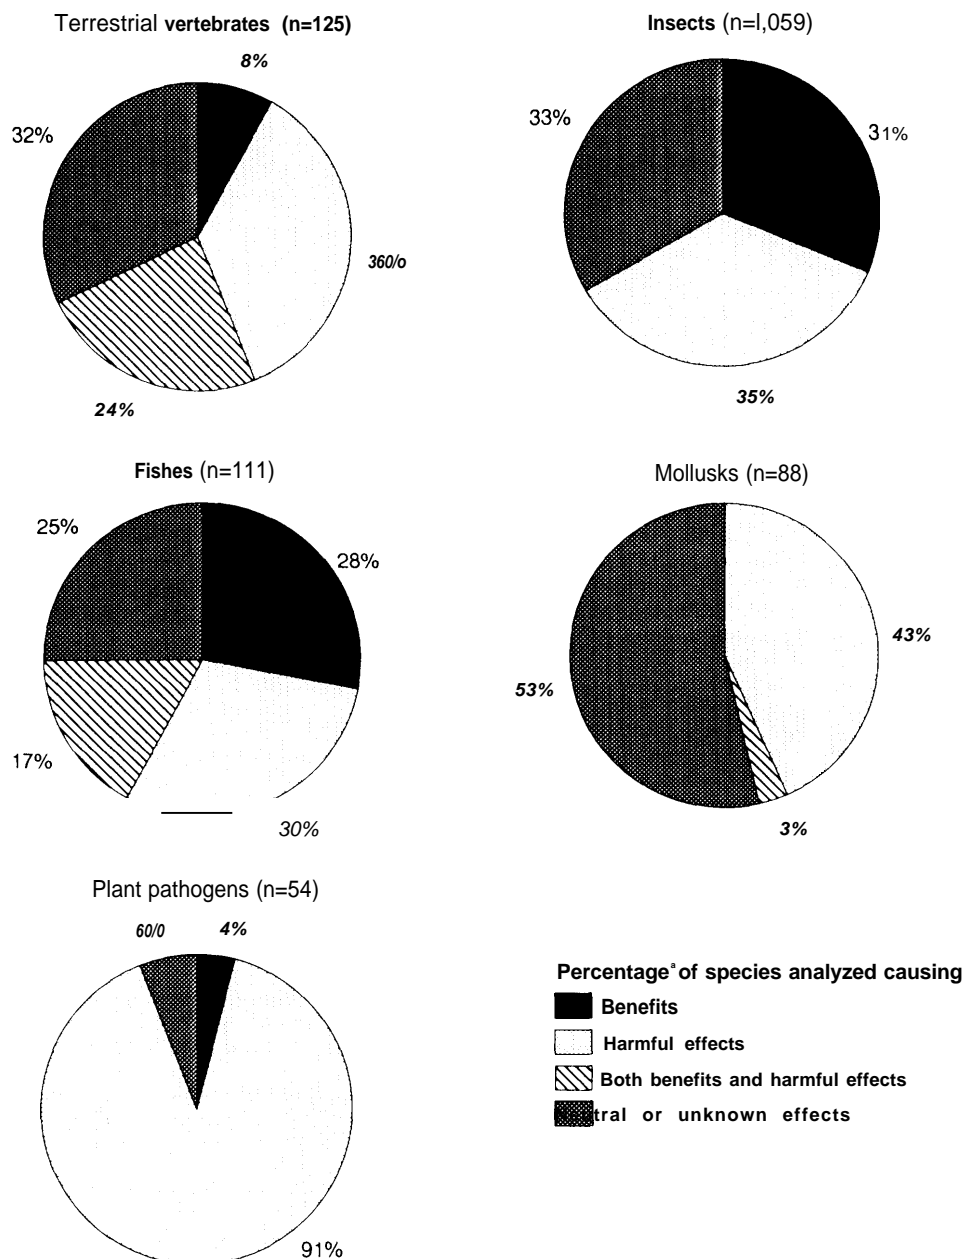 Terrestrial vertebrates (n=125)
8%
32%
360/o
24%
Insects (n=l,059)
33%
31%
35%
Fishes (n=111)
25%
28%
17%
30%
Mollusks (n=88)
43%
53%
3%
Plant pathogens (n=54)
60/0
4%
91%
Percentageª of species analyzed causing
Benefits
Harmful effects
Both benefits and harmful effects
Neutral or unknown effects